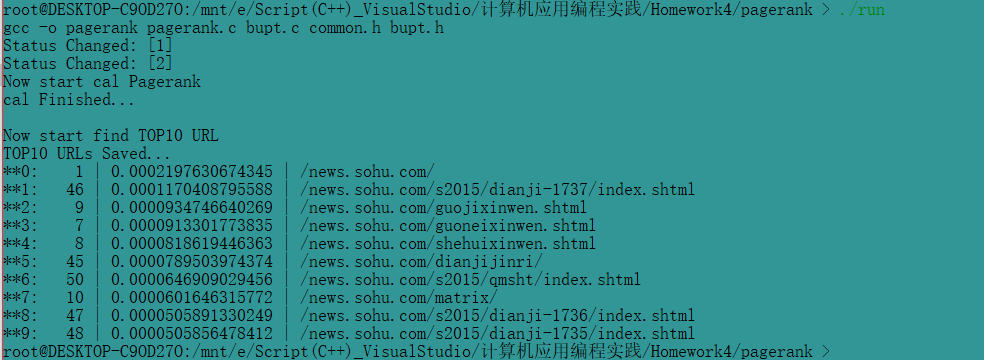 root@DESKTOP-C90D270:/mnt/e/Script(C++)_VisualStudio/计算机应用编程实践/Homework4/pagerank > ./run
gcc -o pagerank pagerank.c bupt.c common.h bupt.h
Status Changed: [1]
Status Changed: [2]
Now start cal Pagerank
cal Finished...
Now start find TOP10 URL
TOP10 URLs Saved...
**0: 1 | 0.0002197630674345 | /news.sohu.com/
**1: 46 | 0.0001170408795588 | /news.sohu.com/s2015/dianji-1737/index.shtml
**2: 9 | 0.0000934746640269 | /news.sohu.com/guojixinwen.shtml
**3: 7 | 0.0000913301773835 | /news.sohu.com/guoneixinwen.shtml
**4: 8 | 0.0000818619446363 | /news.sohu.com/shehuixinwen.shtml
**5: 45 | 0.0000789503974374 | /news.sohu.com/dianjijinri/
**6: 50 | 0.0000646909029456 | /news.sohu.com/s2015/qmsht/index.shtml
**7: 10 | 0.0000601646315772 | /news.sohu.com/matrix/
**8: 47 | 0.0000505891330249 | /news.sohu.com/s2015/dianji-1736/index.shtml
**9: 48 | 0.0000505856478412 | /news.sohu.com/s2015/dianji-1735/index.shtml
root@DESKTOP-C90D270:/mnt/e/Script(C++)_VisualStudio/计算机应用编程实践/Homework4/pagerank >